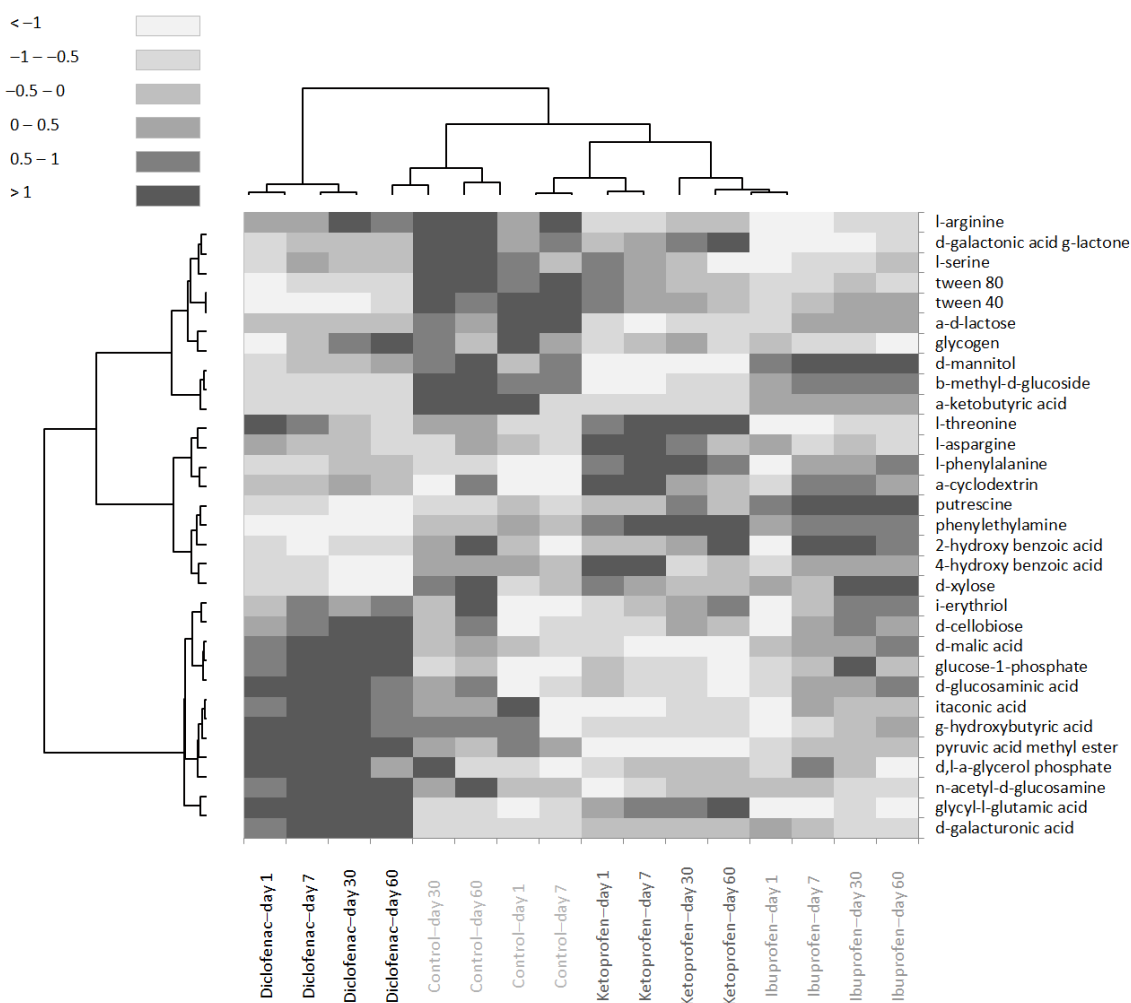 < −1
−1 – −0.5
−0.5 – 0
0 – 0.5
0.5 – 1
> 1
l-arginine
d-galactonic acid g-lactone
l-serine
tween 80
tween 40
a-d-lactose
glycogen
d-mannitol
b-methyl-d-glucoside
a-ketobutyric acid
l-threonine
l-aspargine
l-phenylalanine
a-cyclodextrin
putrescine
phenylethylamine
2-hydroxy benzoic acid
4-hydroxy benzoic acid
d-xylose
i-erythriol
d-cellobiose
d-malic acid
glucose-1-phosphate
d-glucosaminic acid
itaconic acid
g-hydroxybutyric acid
pyruvic acid methyl ester
d,l-a-glycerol phosphate
n-acetyl-d-glucosamine
glycyl-l-glutamic acid
d-galacturonic acid
Diclofenac–day 1
Diclofenac–day 7
Diclofenac–day 30
Diclofenac–day 60
Control–day 30
Control–day 60
Control–day 1
Control–day 7
Ketoprofen–day 1
Ketoprofen–day 7
Ketoprofen–day 30
Ketoprofen–day 60
Ibuprofen–day 1
Ibuprofen–day 7
Ibuprofen–day 30
Ibuprofen–day 60